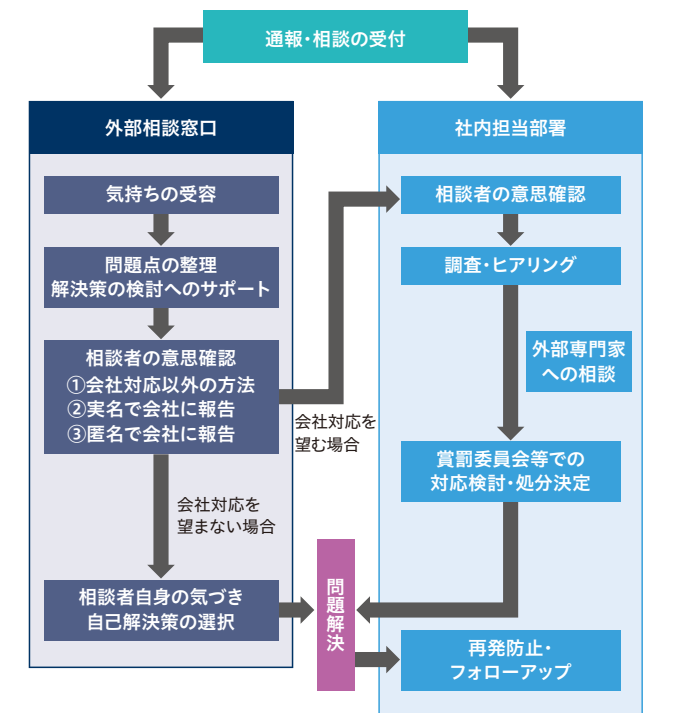 通報・相談の受付
外部相談窓口
気持ちの受容
問題点の整理
解決策の検討へのサポート
相談者の意思確認
①会社対応以外の方法
②実名で会社に報告
③匿名で会社に報告
会社対応を
望まない場合
相談者自身の気づき
自己解決策の選択
会社対応を
望む場合
社内担当部署
相談者の意思確認
調査・ヒアリング
外部専門家
への相談
賞罰委員会等での
対応検討・処分決定
問題解決
再発防止・
フォローアップ